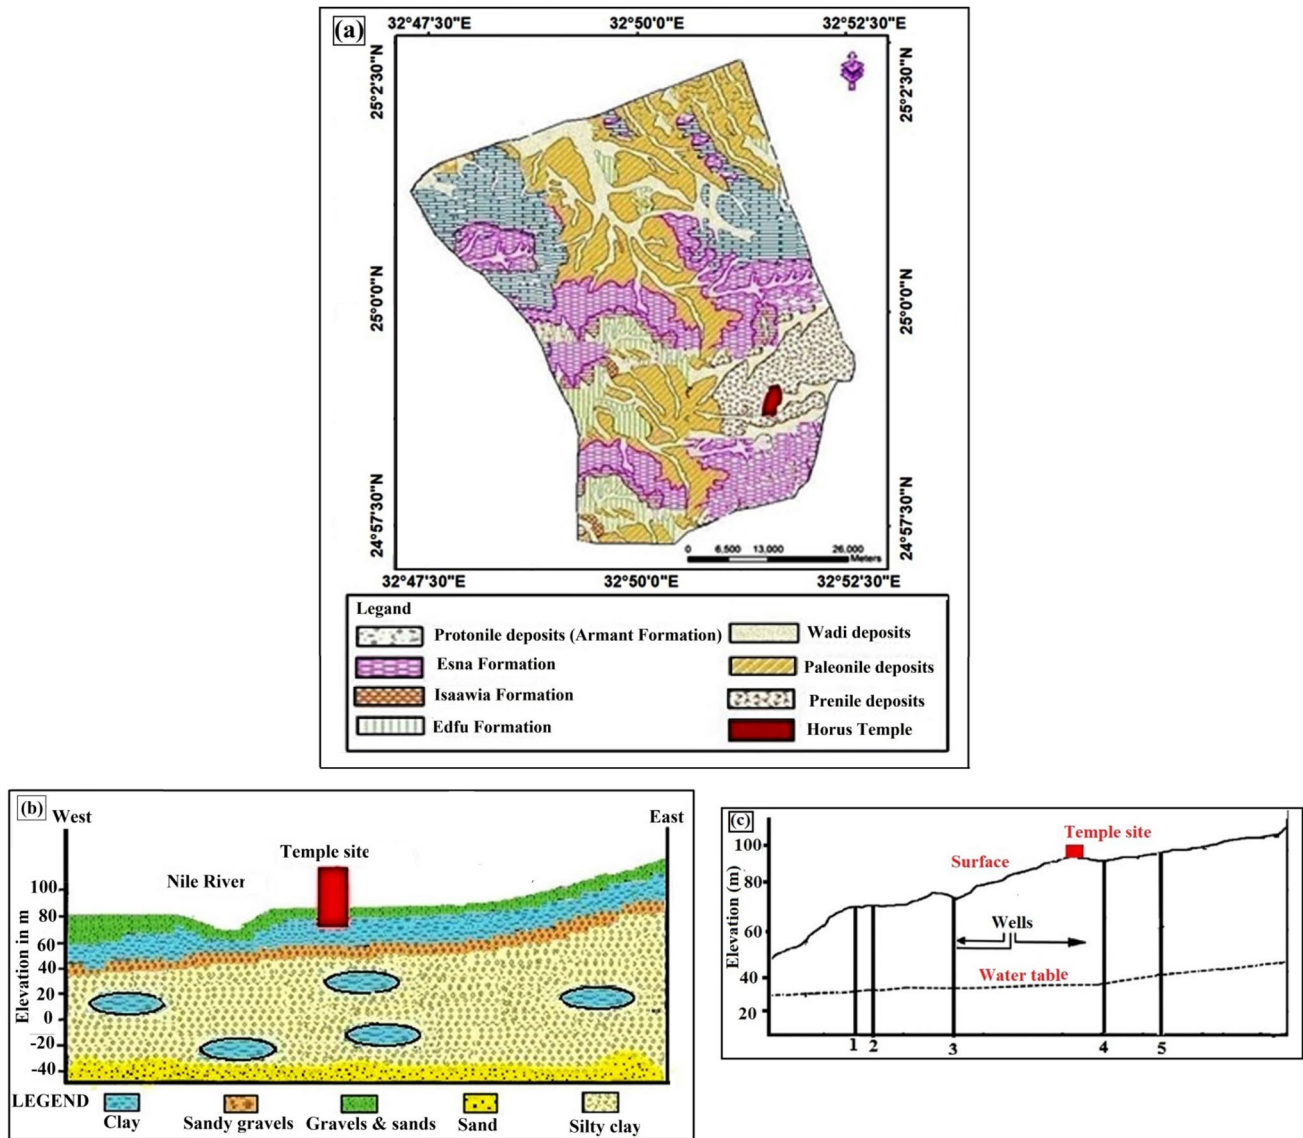 (a)
32°47'30"E 32°50'0"E 32°52'30"E
25°2'30"N 25°2'30"N
25°0'0"N 25°0'0"N
24°57'30"N 24°57'30"N
0 6,500 13,000 26,000
Meters
32°47'30"E 32°50'0"E 32°52'30"E
Legand
Protonile deposits (Armant Formation)
Esna Formation
Isaawia Formation
Edfu Formation
Wadi deposits
Paleonile deposits
Prenile deposits
Horus Temple
(b)
West East
Temple site
Nile River
Elevation in m
100
80
60
40
20
0
-20
-40
LEGEND
Clay
Sandy gravels
Gravels & sands
Sand
Silty clay
(c)
Temple site
Surface
Elevation (m)
100
80
60
40
20
Wells
Water table
1 2 3 4 5